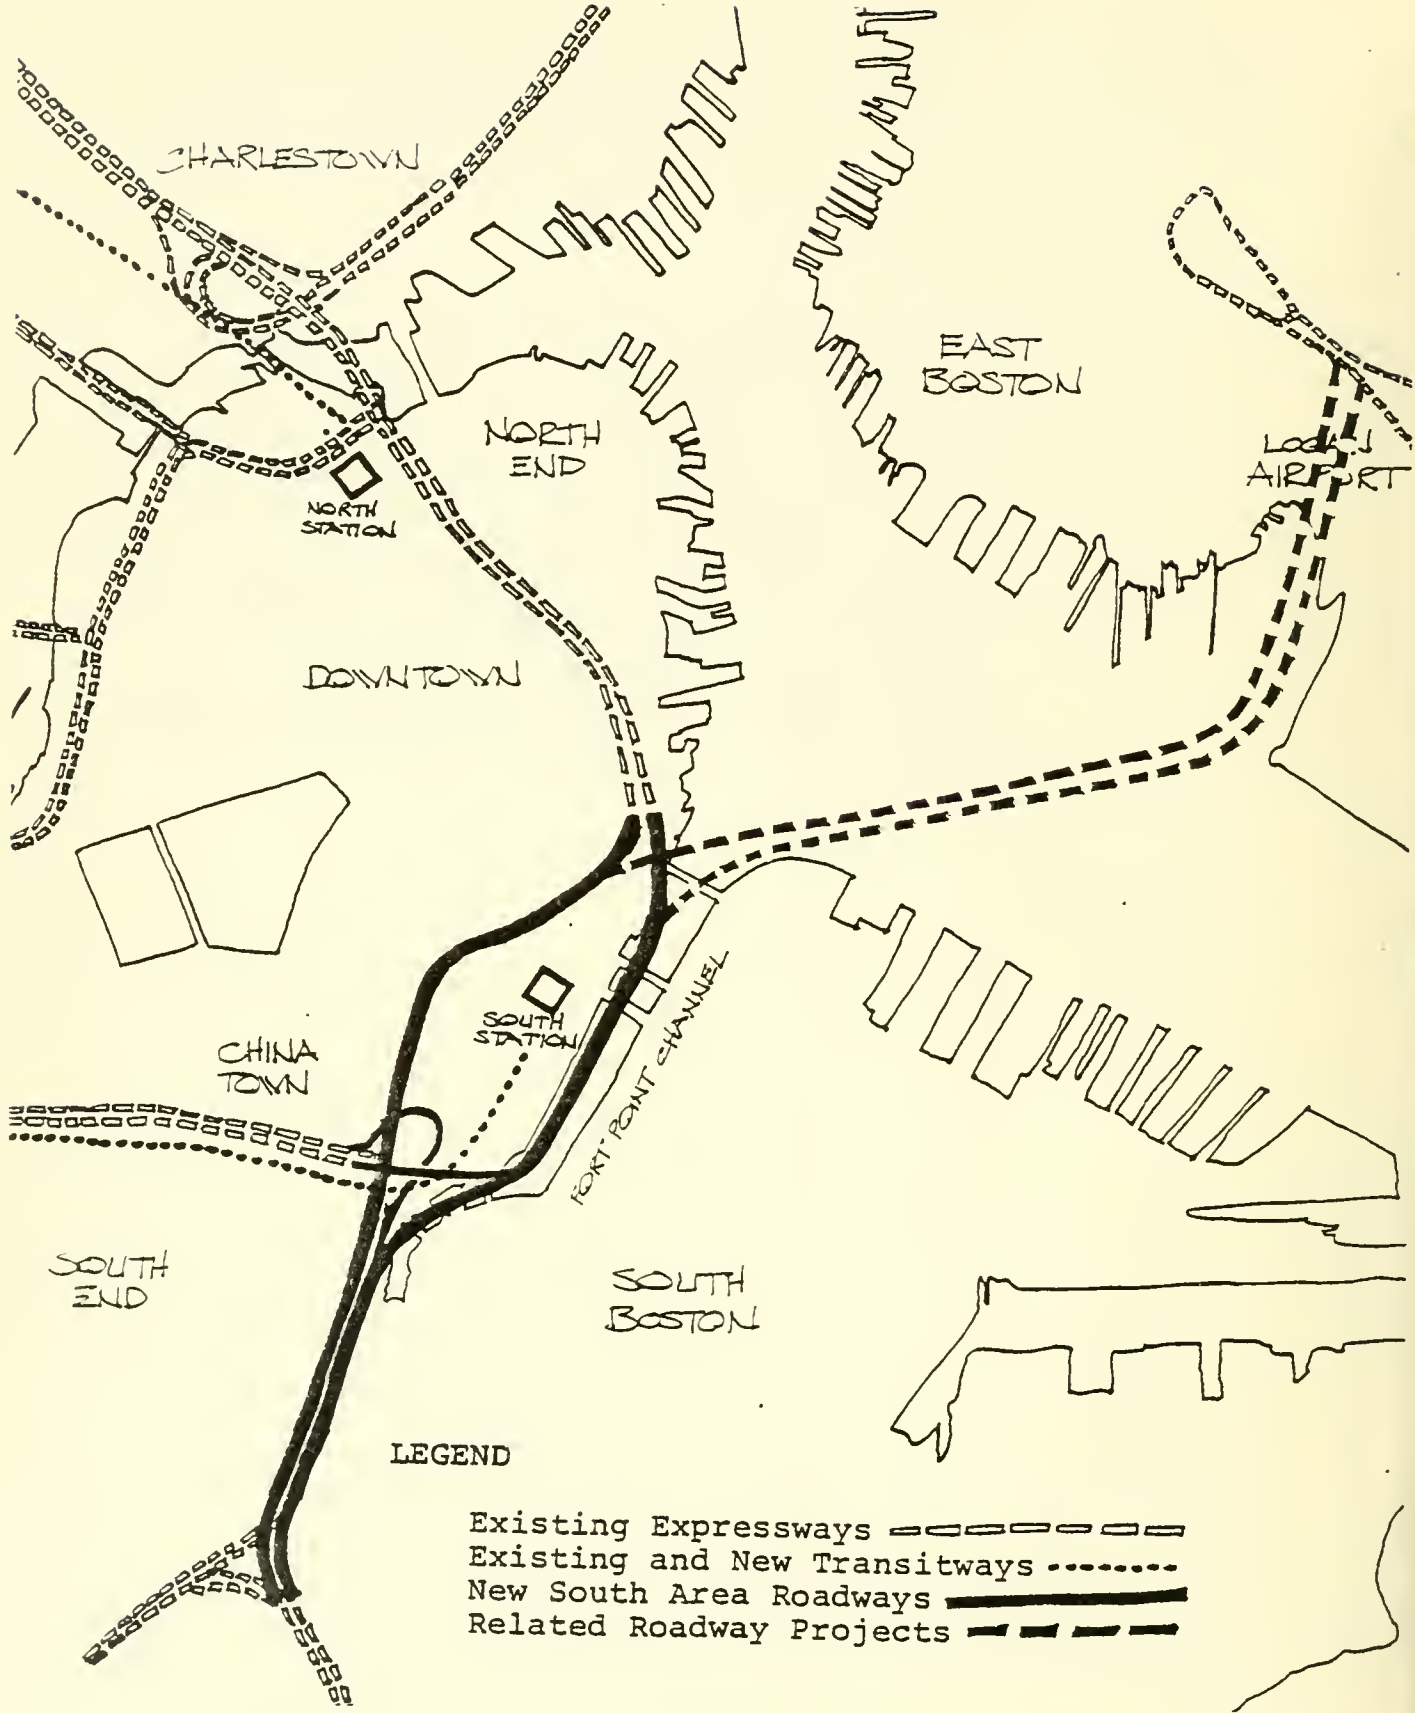 CHARLESTOWN
EAST
BOSTON
NORTH
END
LOGAN
AIRPORT
NORTH
STATION
DOWNTOWN
SOUTH
STATION
FORT POINT CHANNEL
CHINA
TOWN
SOUTH
END
SOUTH
BOSTON
LEGEND
Existing Expressways
Existing and New Transitways
New South Area Roadways
Related Roadway Projects